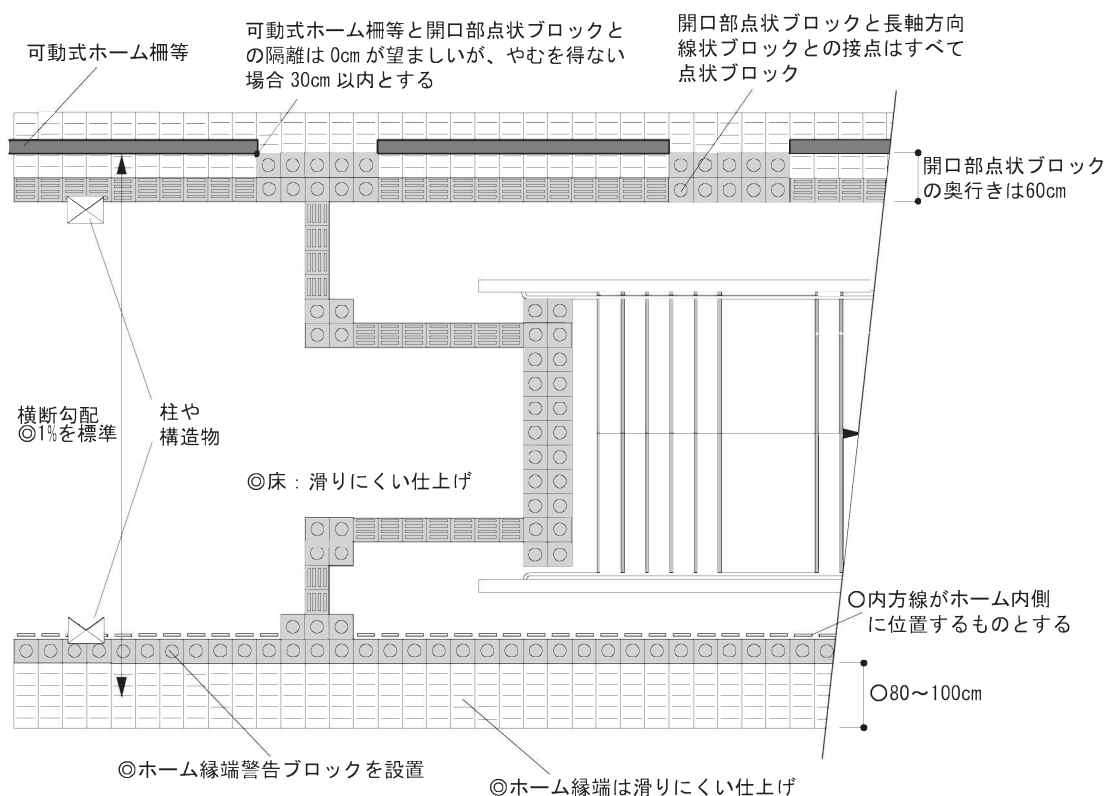 可動式ホーム柵等
可動式ホーム柵等と開口部点状ブロックと
の隔離は0cmが望ましいが、やむを得ない
場合30cm以内とする
開口部点状ブロックと長軸方向
線状ブロックとの接点はすべて
点状ブロック
開口部点状ブロック
の奥行きは60cm
横断勾配
◎1%を標準
柱や
構造物
◎床：滑りにくい仕上げ
○内方線がホーム内側
に位置するものとする
○80～100cm
◎ホーム縁端警告ブロックを設置
◎ホーム縁端は滑りにくい仕上げ